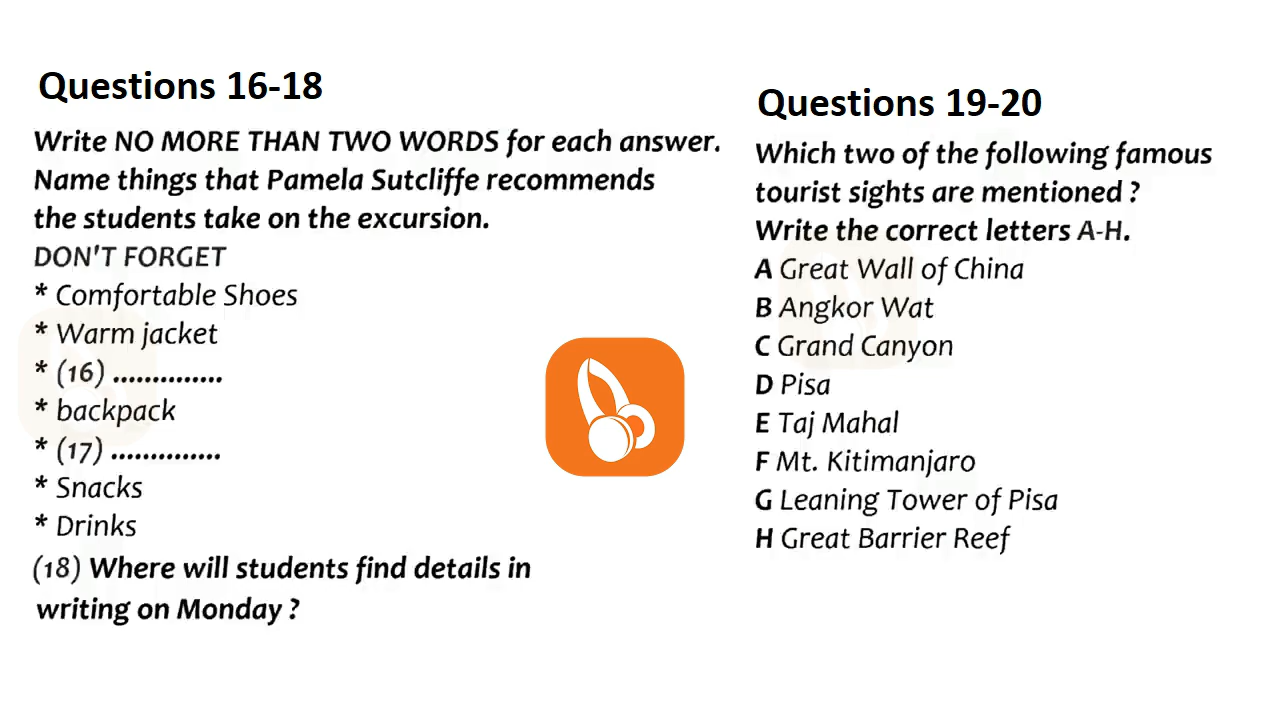 Questions 16-18
Write NO MORE THAN TWO WORDS for each answer.
Name things that Pamela Sutcliffe recommends
the students take on the excursion.
DON'T FORGET
* Comfortable Shoes
* Warm jacket
* (16) ..............
* backpack
* (17) ..............
* Snacks
* Drinks
(18) Where will students find details in
writing on Monday ?
Questions 19-20
Which two of the following famous
tourist sights are mentioned ?
Write the correct letters A-H.
A Great Wall of China
B Angkor Wat
C Grand Canyon
D Pisa
E Taj Mahal
F Mt. Kitimanjaro
G Leaning Tower of Pisa
H Great Barrier Reef